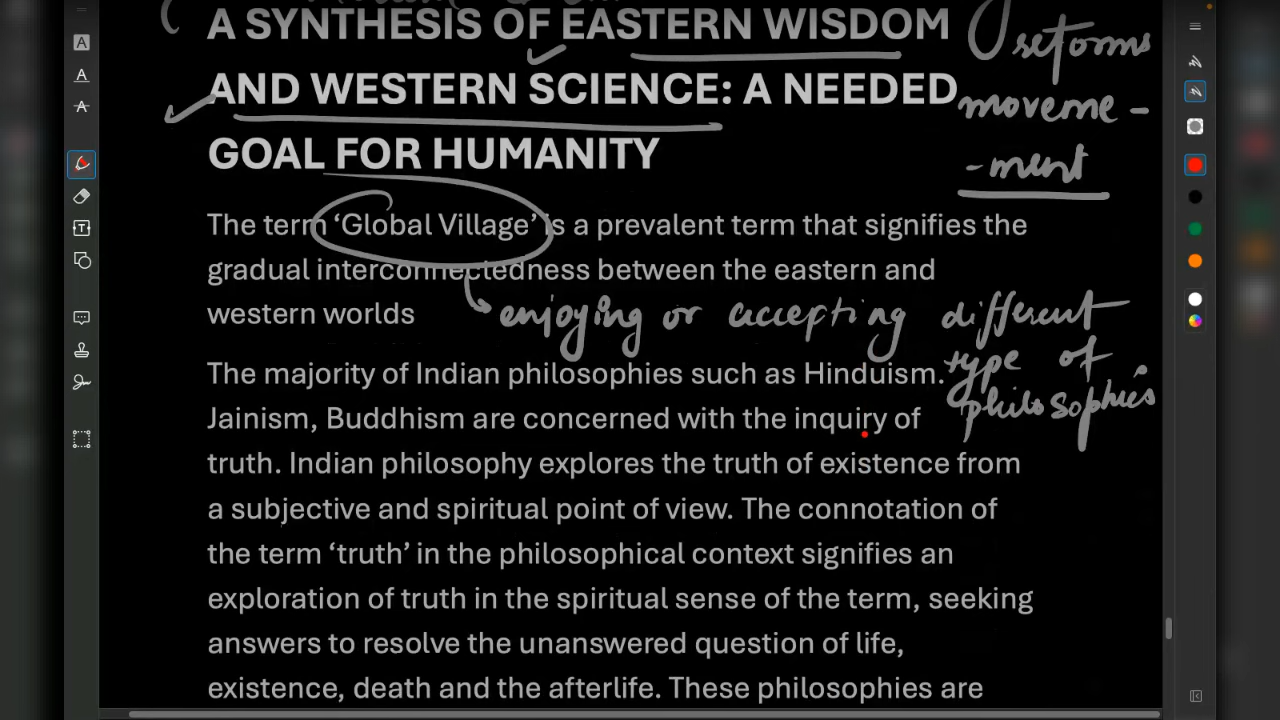 A SYNTHESIS OF EASTERN WISDOM
AND WESTERN SCIENCE: A NEEDED
GOAL FOR HUMANITY
reforms
moveme -
- ment
The term ‘Global Village’ is a prevalent term that signifies the
gradual interconnectedness between the eastern and
western worlds
enjoying or accepting different
type of
philosophies
The majority of Indian philosophies such as Hinduism.
Jainism, Buddhism are concerned with the inquiry of
truth. Indian philosophy explores the truth of existence from
a subjective and spiritual point of view. The connotation of
the term ‘truth’ in the philosophical context signifies an
exploration of truth in the spiritual sense of the term, seeking
answers to resolve the unanswered question of life,
existence, death and the afterlife. These philosophies are